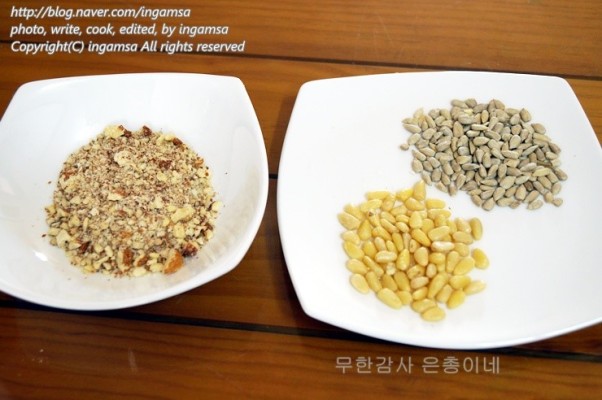 http://blog.naver.com/ingamsa
photo, write, cook, edited, by ingamsa
Copyright(C) ingamsa All rights reserved
무한감사 은총이네